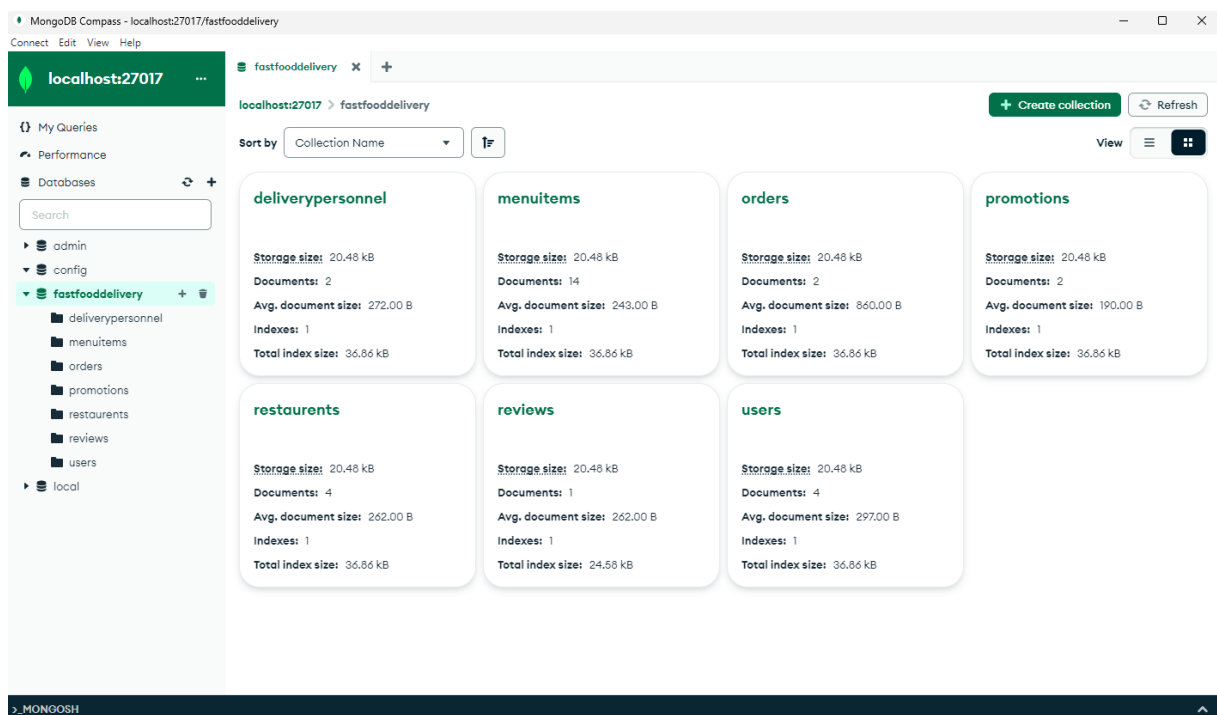 MongoDB Compass - localhost:27017/fastfooddelivery
Connect Edit View Help
localhost:27017 ...
fastfooddelivery
localhost:27017 > fastfooddelivery
Create collection
Refresh
{} My Queries
Performance
Databases
Search
admin
config
fastfooddelivery
deliverypersonnel
menuitems
orders
promotions
restaurents
reviews
users
local
Sort by Collection Name
View
deliverypersonnel
Storage size: 20.48 kB
Documents: 2
Avg. document size: 272.00 B
Indexes: 1
Total index size: 36.86 kB
menuitems
Storage size: 20.48 kB
Documents: 14
Avg. document size: 243.00 B
Indexes: 1
Total index size: 36.86 kB
orders
Storage size: 20.48 kB
Documents: 2
Avg. document size: 860.00 B
Indexes: 1
Total index size: 36.86 kB
promotions
Storage size: 20.48 kB
Documents: 2
Avg. document size: 190.00 B
Indexes: 1
Total index size: 36.86 kB
restaurents
Storage size: 20.48 kB
Documents: 4
Avg. document size: 262.00 B
Indexes: 1
Total index size: 36.86 kB
reviews
Storage size: 20.48 kB
Documents: 1
Avg. document size: 262.00 B
Indexes: 1
Total index size: 24.58 kB
users
Storage size: 20.48 kB
Documents: 4
Avg. document size: 297.00 B
Indexes: 1
Total index size: 36.86 kB
>_MONGOSH